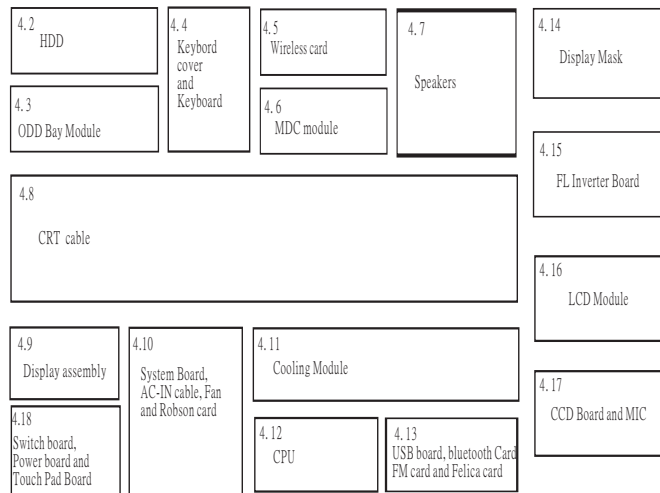 4.2
HDD
4.3
ODD Bay Module
4.4
Keybord
cover
and
Keyboard
4.5
Wireless card
4.6
MDC module
4.7
Speakers
4.8
CRT cable
4.9
Display assembly
4.18
Switch board,
Power board and
Touch Pad Board
4.10
System Board,
AC-IN cable, Fan
and Robson card
4.11
Cooling Module
4.12
CPU
4.13
USB board, bluetooth Card
FM card and Felica card
4.14
Display Mask
4.15
FL Inverter Board
4.16
LCD Module
4.17
CCD Board and MIC